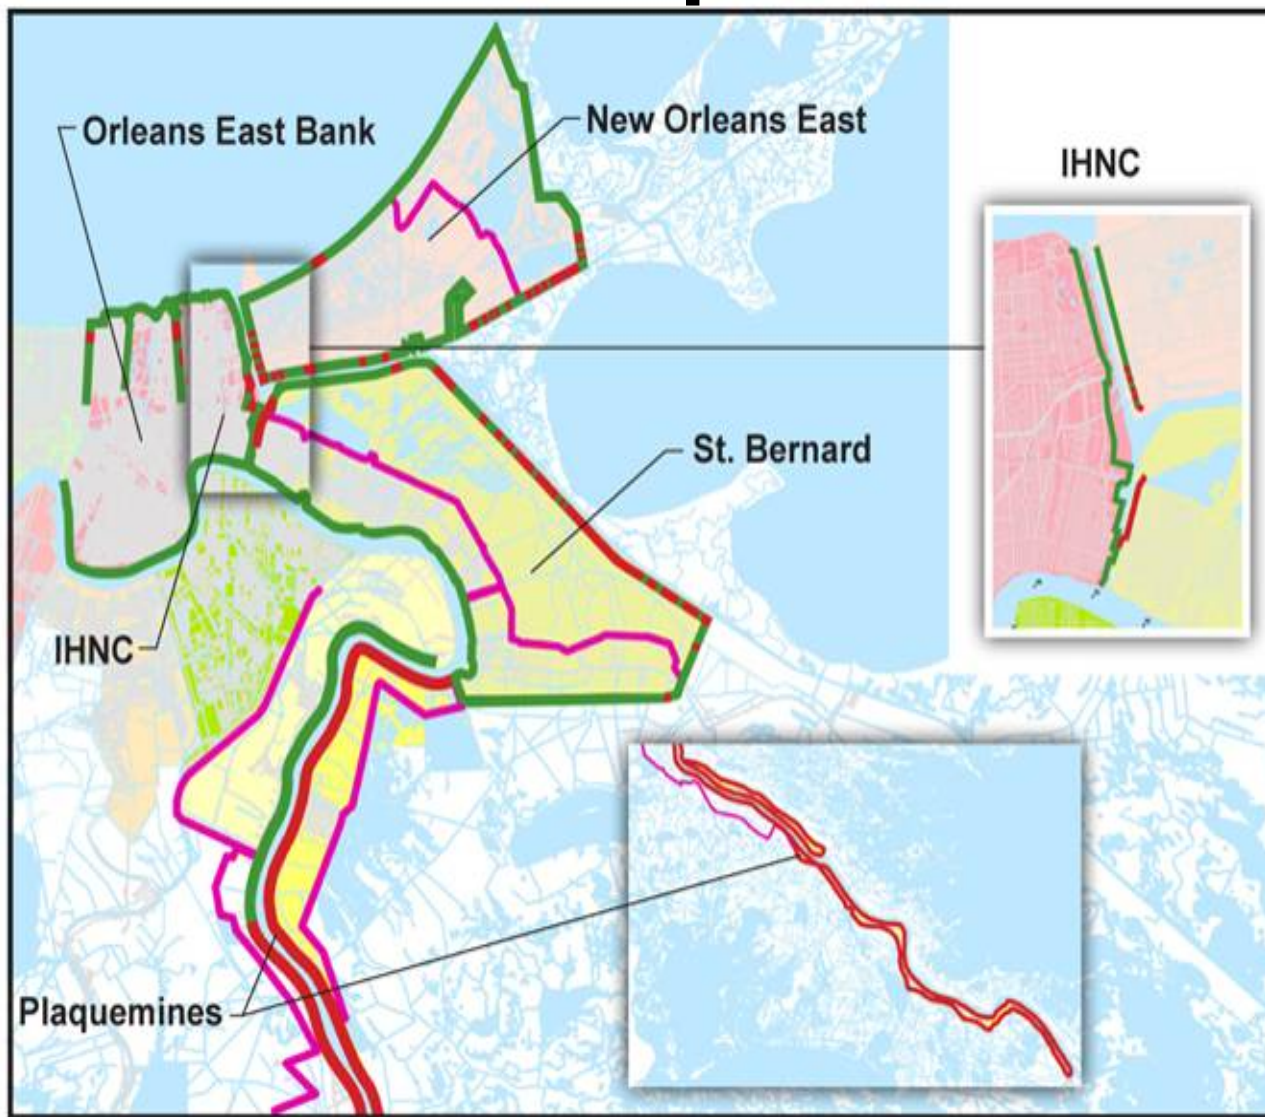 Orleans East Bank
New Orleans East
IHNC
St. Bernard
IHNC
Plaquemines